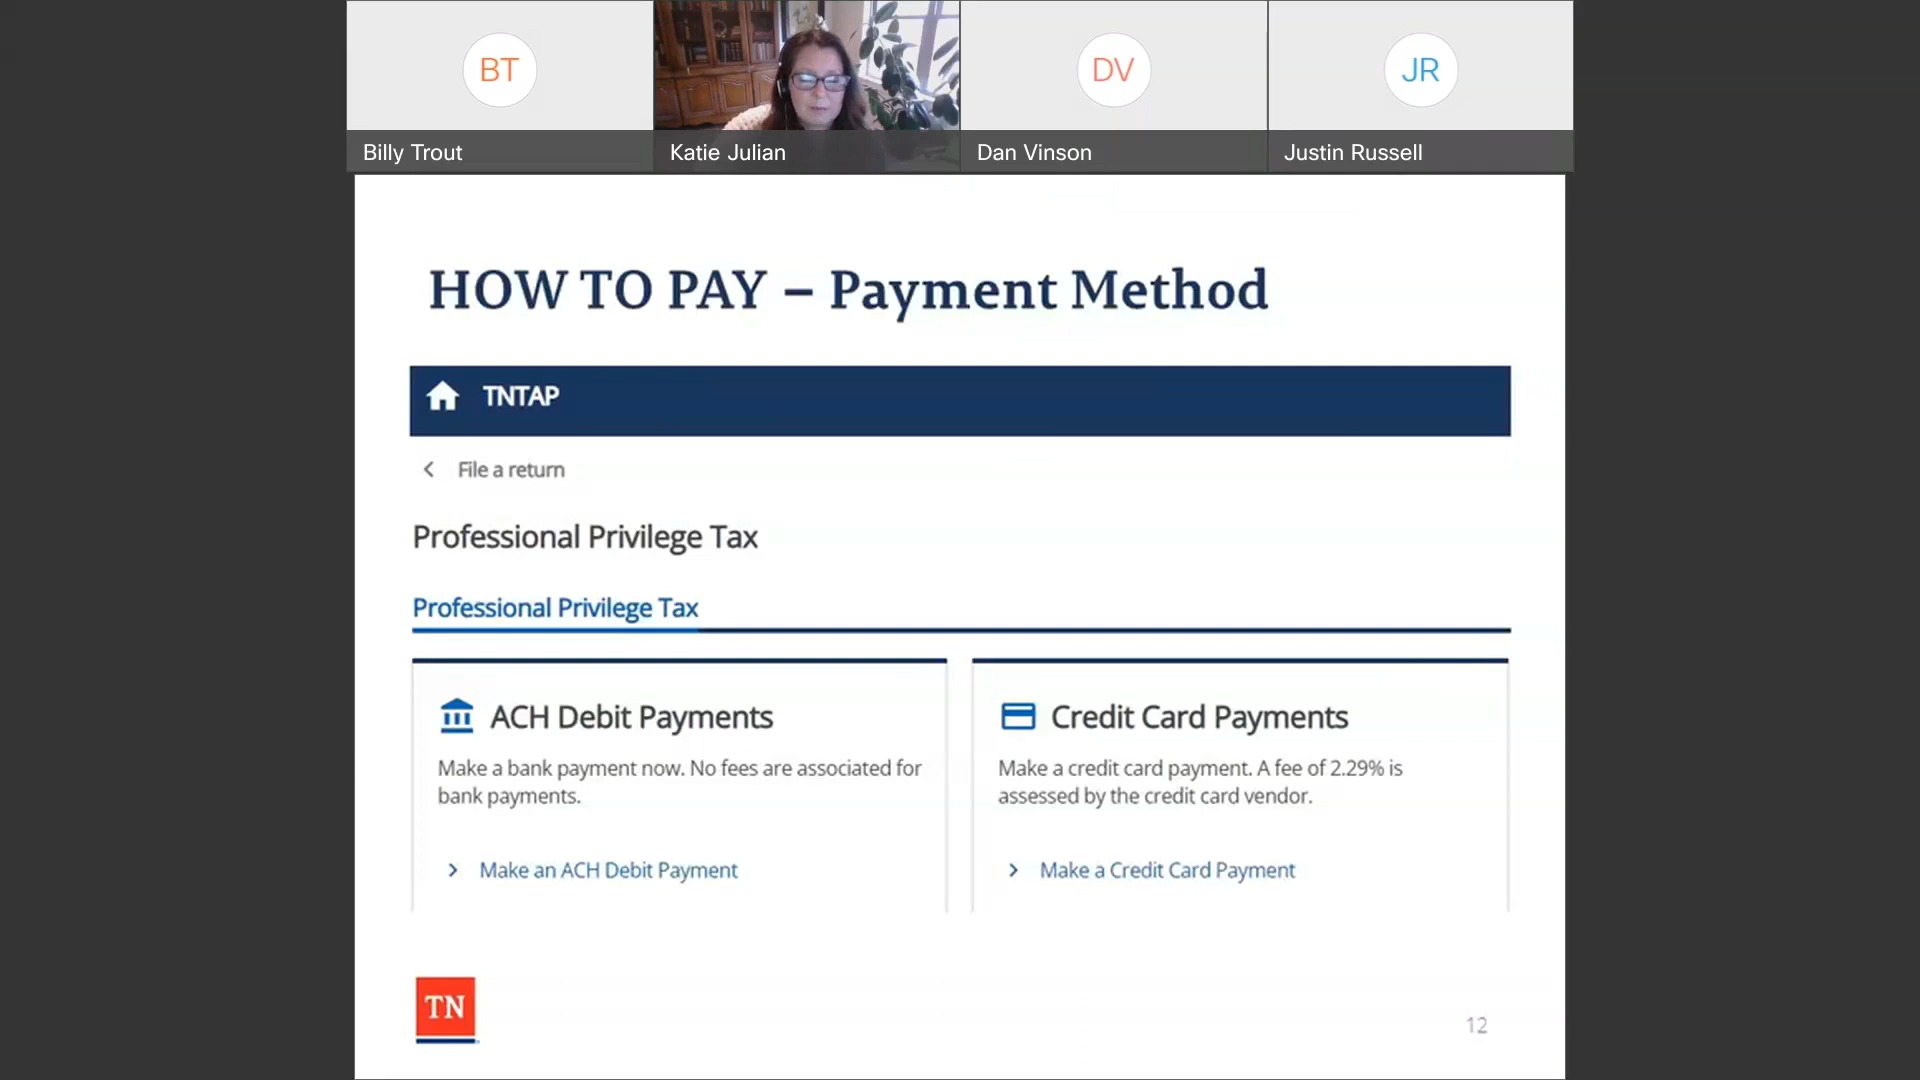 BT
DV
JR
Billy Trout
Katie Julian
Dan Vinson
Justin Russell
HOW TO PAY – Payment Method
TNTAP
File a return
Professional Privilege Tax
Professional Privilege Tax
ACH Debit Payments
Make a bank payment now. No fees are associated for
bank payments.
Make an ACH Debit Payment
Credit Card Payments
Make a credit card payment. A fee of 2.29% is
assessed by the credit card vendor.
Make a Credit Card Payment
TN
12